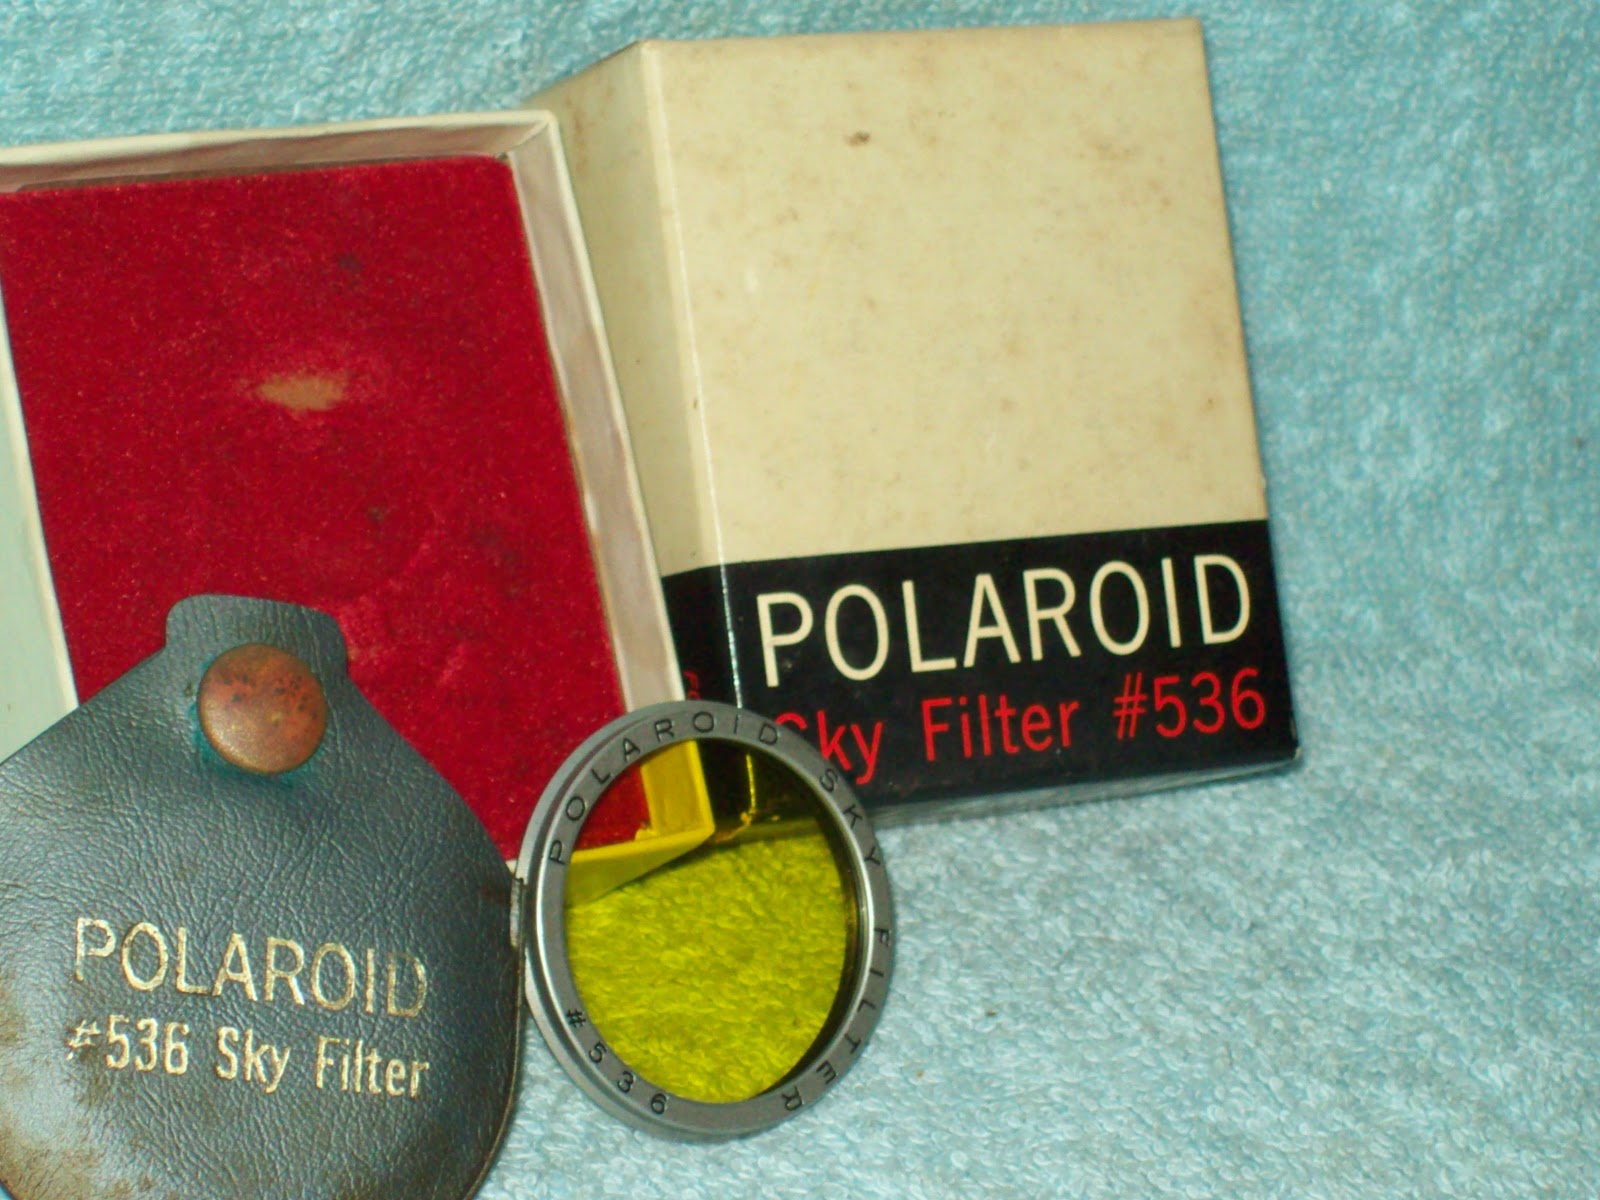 POLAROID
Sky Filter #536
POLAROID SKY FILTER
#536
POLAROID
#536 Sky Filter